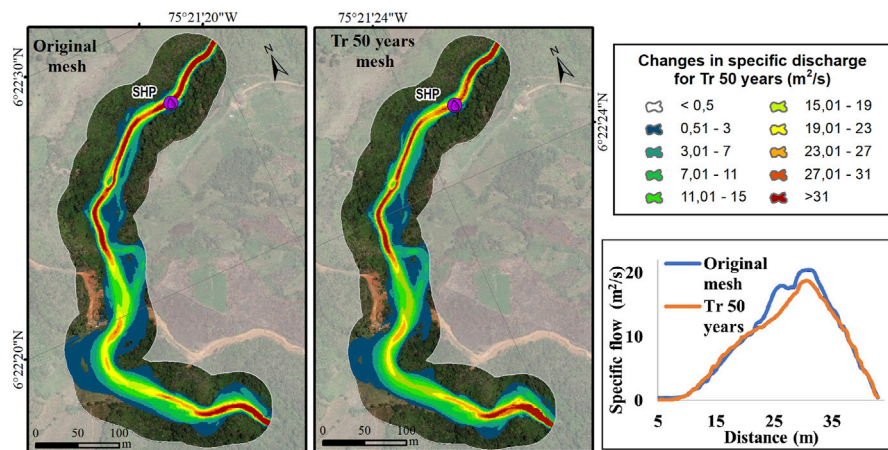 75°21'20"W
75°21'24"W
Original
mesh
N
SHP
6°22'30"N
6°22'20"N
0 50 100
m
Tr 50 years
mesh
N
SHP
6°22'24"N
0 50 100
m
Changes in specific discharge
for Tr 50 years (m²/s)
< 0,5
0,51 - 3
3,01 - 7
7,01 - 11
11,01 - 15
15,01 - 19
19,01 - 23
23,01 - 27
27,01 - 31
>31
Specific flow
(m²/s)
20
10
0
Original
mesh
Tr 50
years
5 15 25 35
Distance (m)